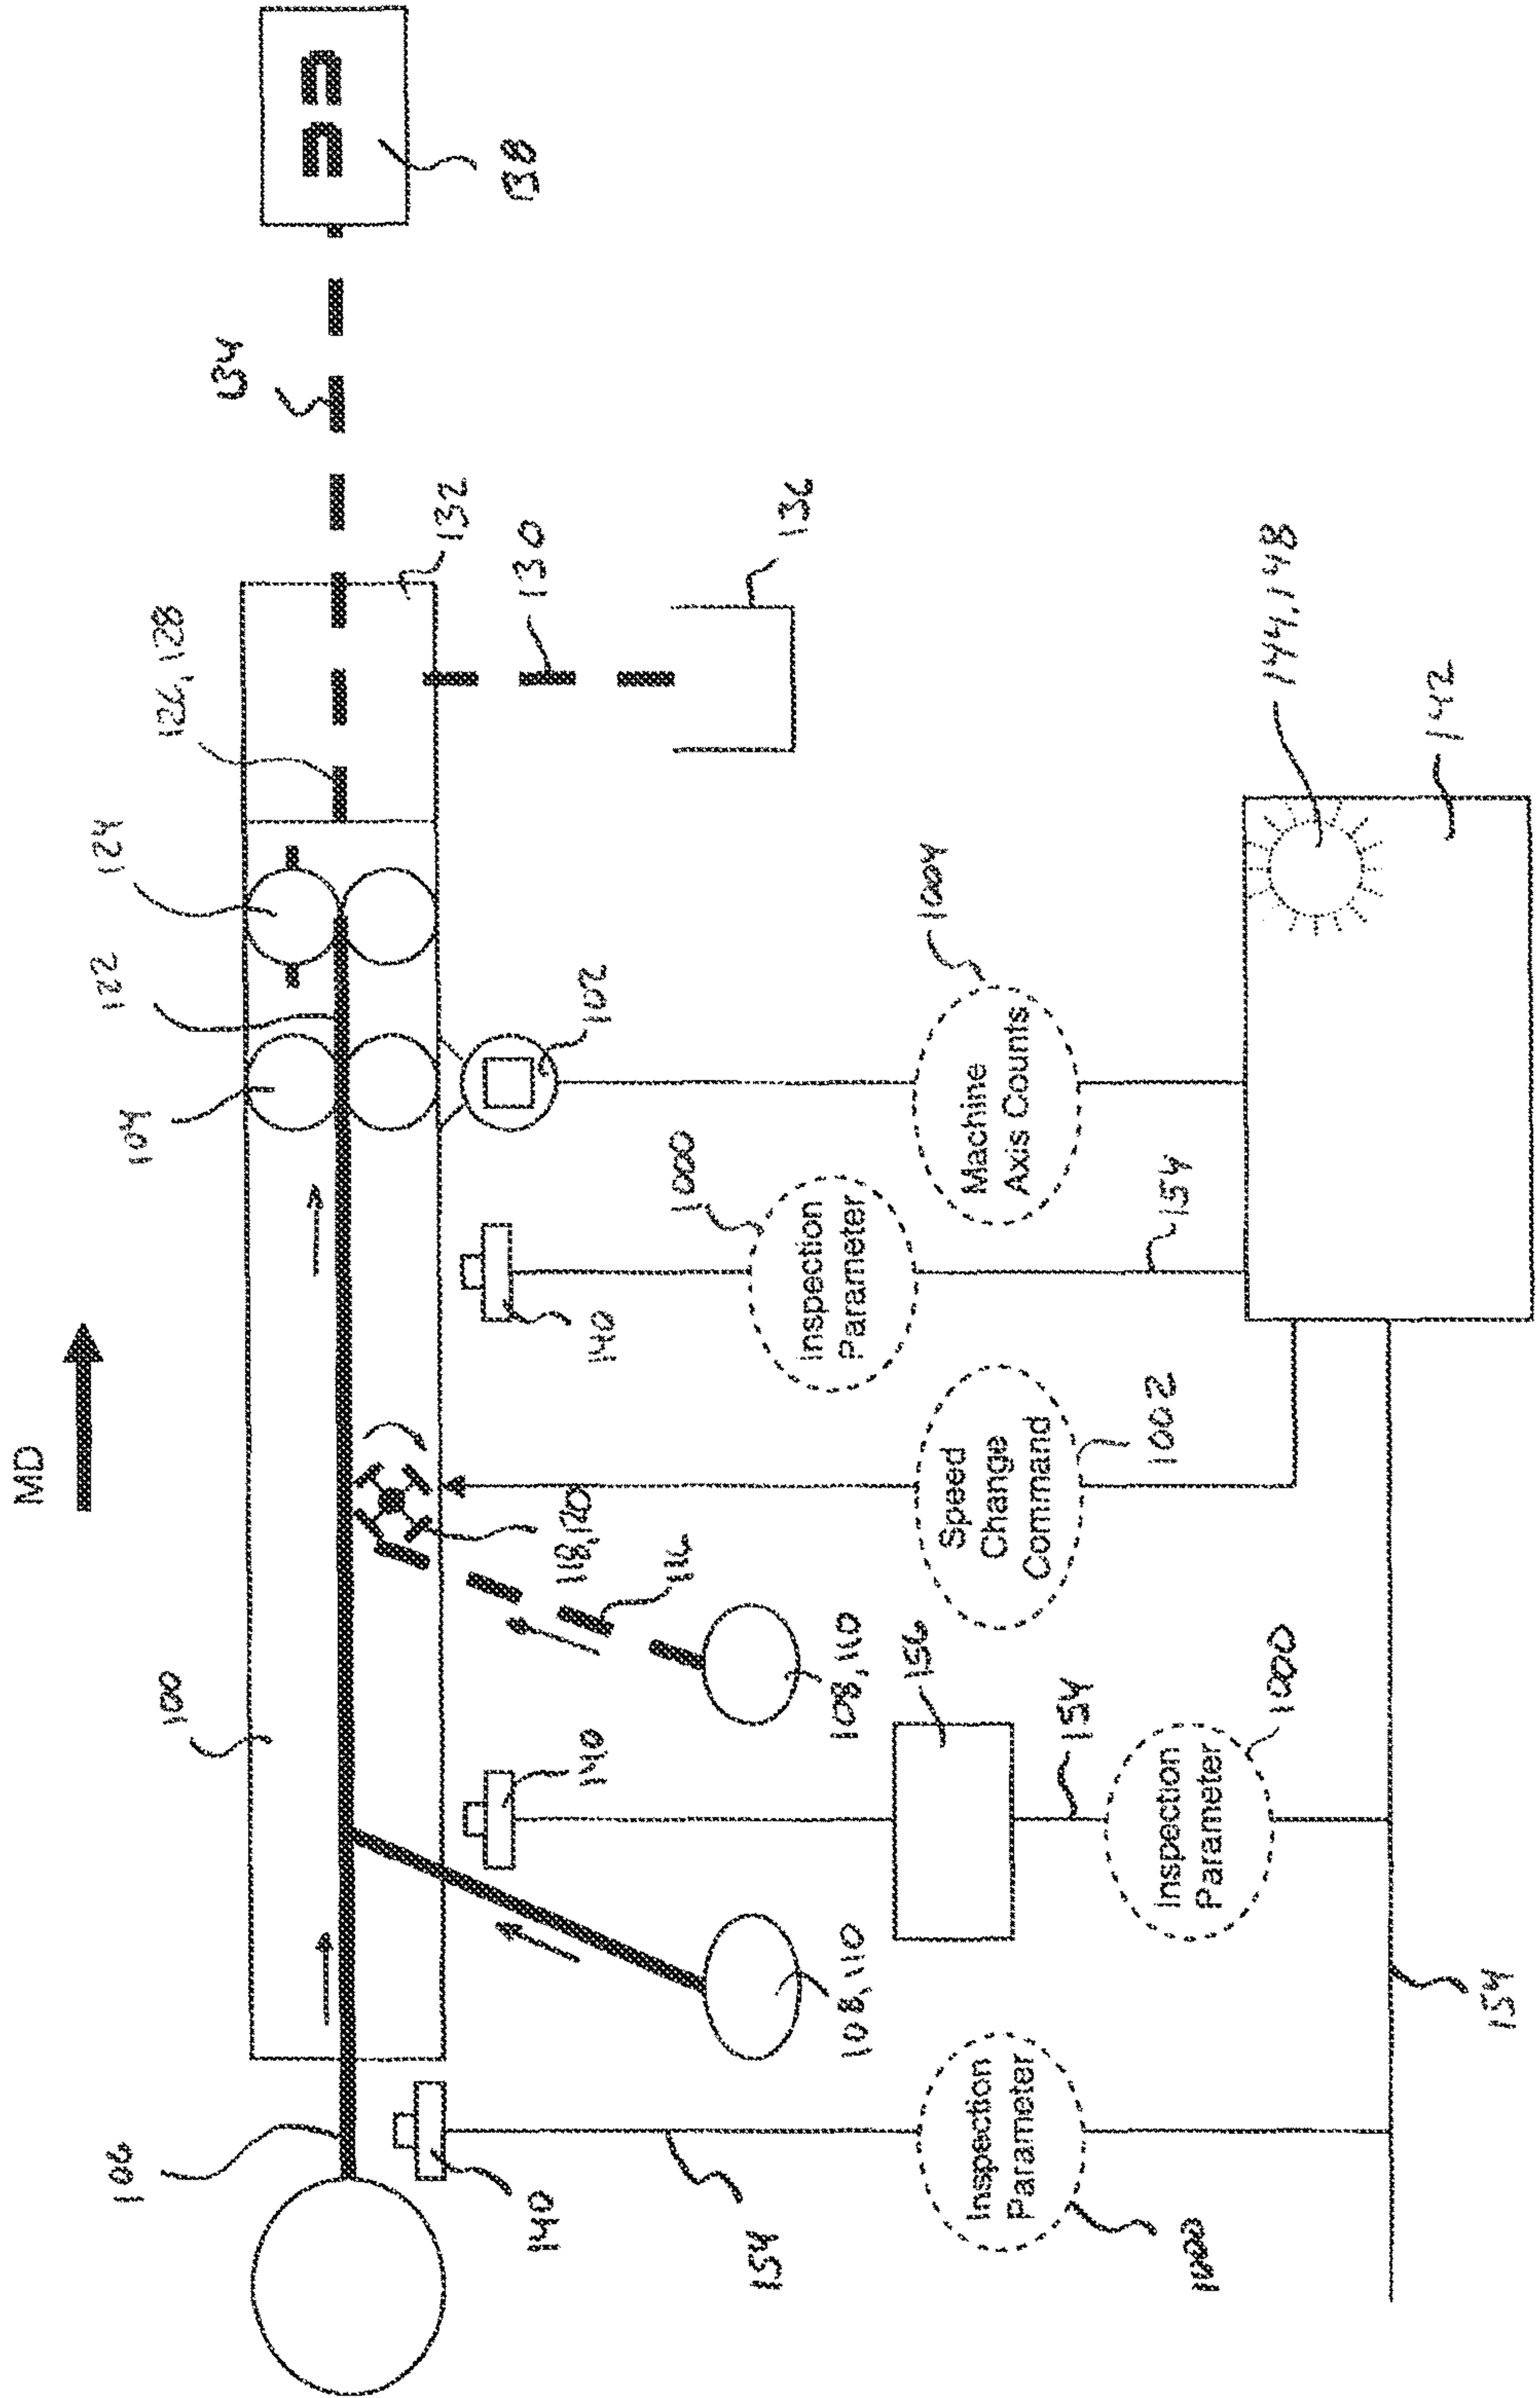 MD
138
134
132
130
136
126, 128
124
122
104
102
144, 148
142
1004
Machine
Axis Counts
1000
Inspection
Parameter
154
140
Speed
Change
Command
1002
118,120
116
108, 110
100
140
156
154
Inspection
Parameter
1000
108, 110
106
140
154
Inspection
Parameter
1000
154